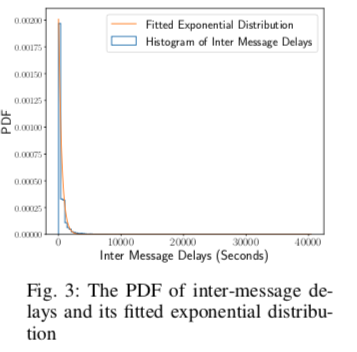 0.00200
0.00175
0.00150
0.00125
0.00100
0.00075
0.00050
0.00025
0.00000
PDF
Fitted Exponential Distribution
Histogram of Inter Message Delays
0 10000 20000 30000 40000
Inter Message Delays (Seconds)
Fig. 3: The PDF of inter-message de-
lays and its fitted exponential distribu-
tion